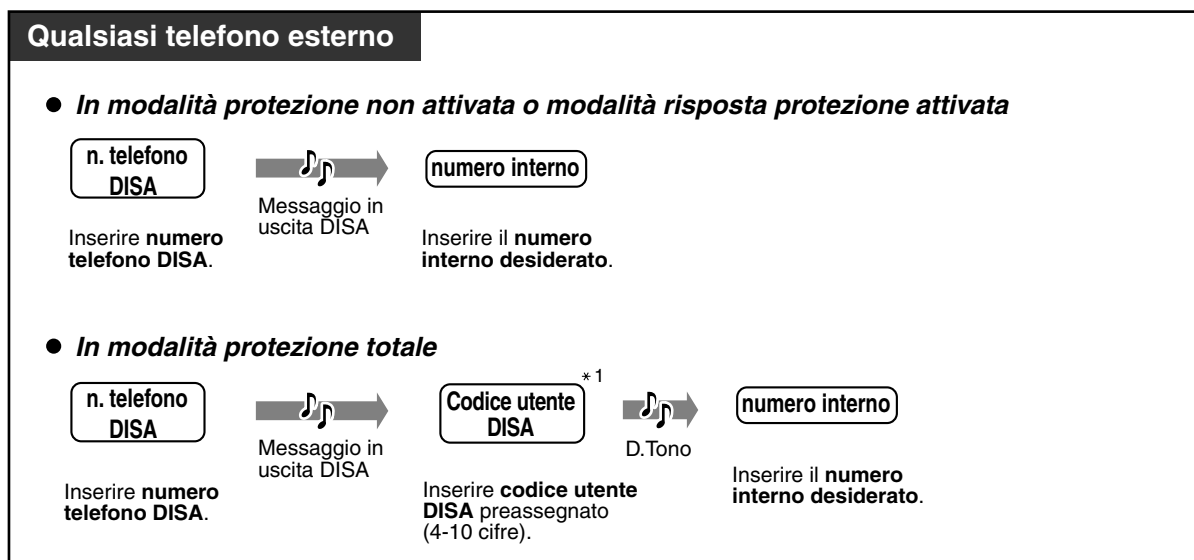 Qualsiasi telefono esterno
● In modalità protezione non attivata o modalità risposta protezione attivata
n. telefono
DISA
Messaggio in
uscita DISA
numero interno
Inserire numero
telefono DISA.
Inserire il numero
interno desiderato.
● In modalità protezione totale
n. telefono
DISA
Messaggio in
uscita DISA
Codice utente
DISA
*1
D.Tono
numero interno
Inserire numero
telefono DISA.
Inserire codice utente
DISA preassegnato
(4-10 cifre).
Inserire il numero
interno desiderato.